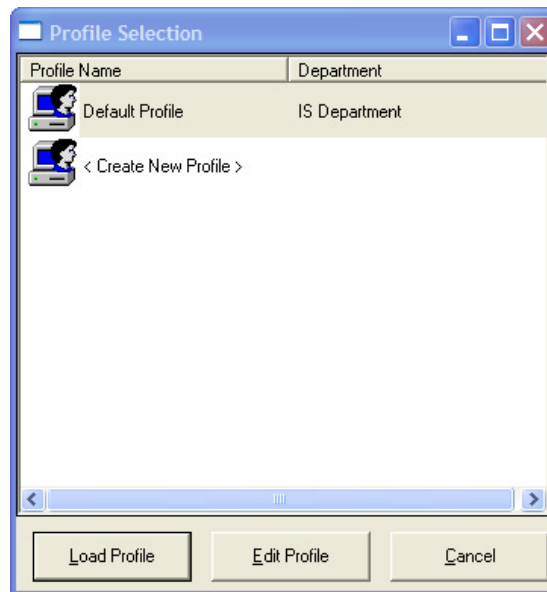 Profile Selection
Profile Name Department
Default Profile IS Department
< Create New Profile >
Load Profile Edit Profile Cancel